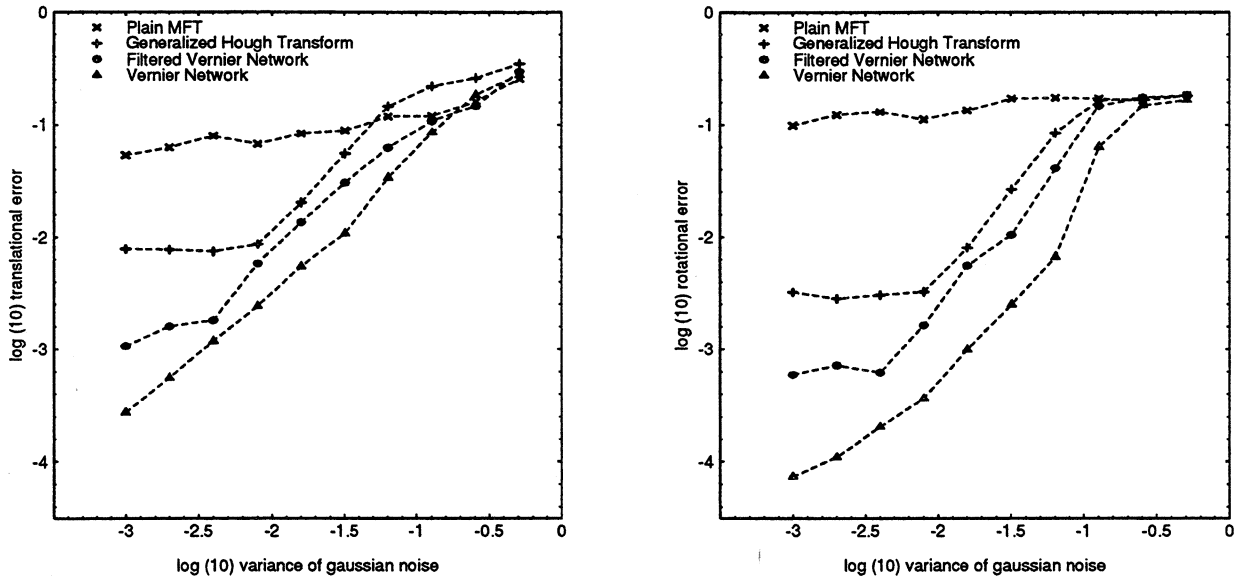 0
-1
-2
-3
-4
log (10) translational error
Plain MFT
Generalized Hough Transform
Filtered Vernier Network
Vernier Network
-3
-2.5
-2
-1.5
-1
-0.5
0
log (10) variance of gaussian noise
0
-1
-2
-3
-4
log (10) rotational error
Plain MFT
Generalized Hough Transform
Filtered Vernier Network
Vernier Network
-3
-2.5
-2
-1.5
-1
-0.5
0
log (10) variance of gaussian noise